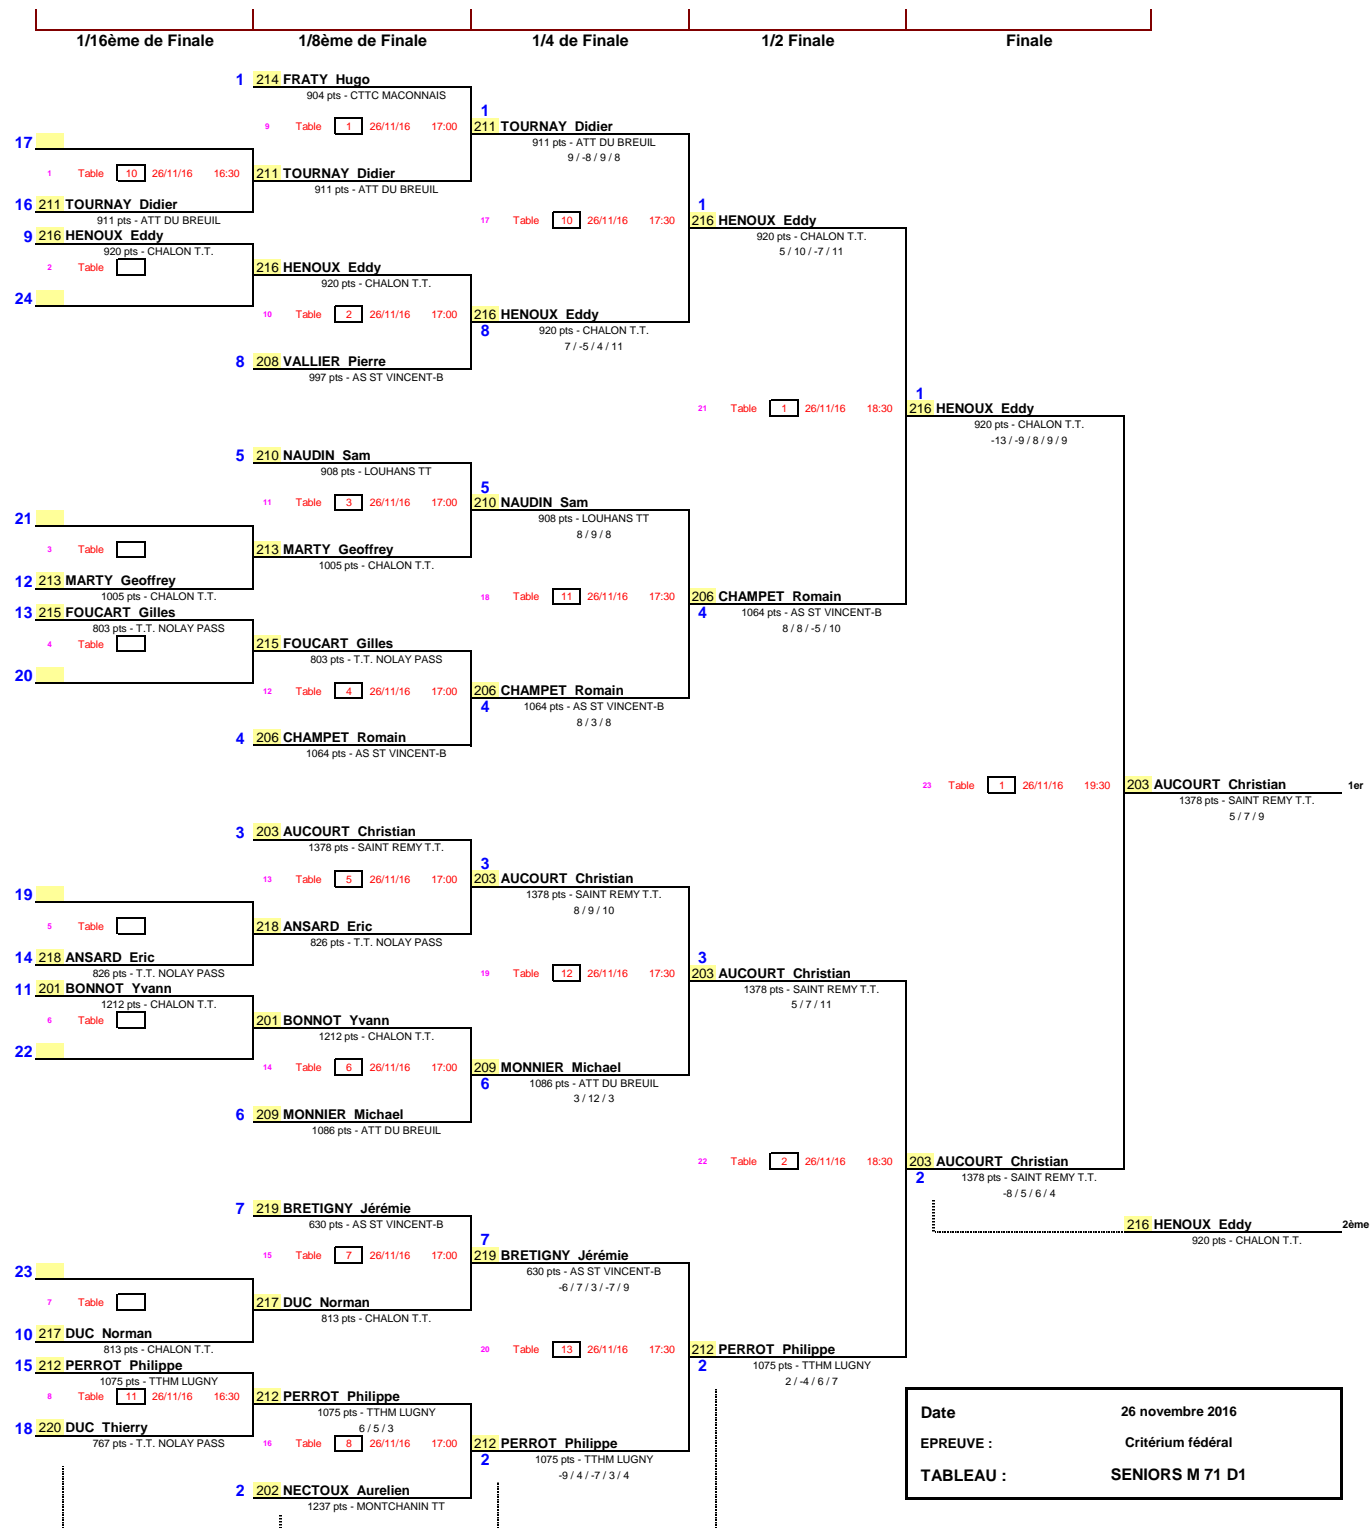 1/16ème de Finale 1/8ème de Finale 1/4 de Finale 1/2 Finale Finale
1 214 FRATY Hugo
904 pts - CTTC MACONNAIS
1
9 Table 1 26/11/16 17:00 211 TOURNAY Didier
17
911 pts - ATT DU BREUIL
9 / -8 / 9 / 8
1 Table 10 26/11/16 16:30 211 TOURNAY Didier
911 pts - ATT DU BREUIL
16 211 TOURNAY Didier 1
911 pts - ATT DU BREUIL 17 Table 10 26/11/16 17:30 216 HENOUX Eddy
9 216 HENOUX Eddy 920 pts - CHALON T.T.
920 pts - CHALON T.T. 5 / 10 / -7 / 11
2 Table 216 HENOUX Eddy
920 pts - CHALON T.T.
24
10 Table 2 26/11/16 17:00 216 HENOUX Eddy
8 920 pts - CHALON T.T.
7 / -5 / 4 / 11
8 208 VALLIER Pierre
997 pts - AS ST VINCENT-B
1
21 Table 1 26/11/16 18:30 216 HENOUX Eddy
920 pts - CHALON T.T.
-13 / -9 / 8 / 9 / 9
5 210 NAUDIN Sam
908 pts - LOUHANS TT
5
11 Table 3 26/11/16 17:00 210 NAUDIN Sam
21 908 pts - LOUHANS TT
8 / 9 / 8
3 Table 213 MARTY Geoffrey
1005 pts - CHALON T.T.
12 213 MARTY Geoffrey
1005 pts - CHALON T.T. 18 Table 11 26/11/16 17:30 206 CHAMPET Romain
13 215 FOUCART Gilles 4 1064 pts - AS ST VINCENT-B
803 pts - T.T. NOLAY PASS 8 / 8 / -5 / 10
4 Table 215 FOUCART Gilles
803 pts - T.T. NOLAY PASS
20
12 Table 4 26/11/16 17:00 206 CHAMPET Romain
4 1064 pts - AS ST VINCENT-B
8 / 3 / 8
4 206 CHAMPET Romain
1064 pts - AS ST VINCENT-B
23 Table 1 26/11/16 19:30 203 AUCOURT Christian 1er
1378 pts - SAINT REMY T.T.
5 / 7 / 9
3 203 AUCOURT Christian
1378 pts - SAINT REMY T.T.
3
13 Table 5 26/11/16 17:00 203 AUCOURT Christian
19 1378 pts - SAINT REMY T.T.
8 / 9 / 10
5 Table 218 ANSARD Eric
826 pts - T.T. NOLAY PASS
14 218 ANSARD Eric 3
826 pts - T.T. NOLAY PASS 19 Table 12 26/11/16 17:30 203 AUCOURT Christian
11 201 BONNOT Yvann 1378 pts - SAINT REMY T.T.
1212 pts - CHALON T.T. 5 / 7 / 11
6 Table 201 BONNOT Yvann
1212 pts - CHALON T.T.
22
14 Table 6 26/11/16 17:00 209 MONNIER Michael
6 1086 pts - ATT DU BREUIL
3 / 12 / 3
6 209 MONNIER Michael
1086 pts - ATT DU BREUIL
22 Table 2 26/11/16 18:30 203 AUCOURT Christian
2 1378 pts - SAINT REMY T.T.
-8 / 5 / 6 / 4
7 219 BRETIGNY Jérémie
630 pts - AS ST VINCENT-B
216 HENOUX Eddy 2ème
920 pts - CHALON T.T.
7
15 Table 7 26/11/16 17:00 219 BRETIGNY Jérémie
23 630 pts - AS ST VINCENT-B
-6 / 7 / 3 / -7 / 9
7 Table 217 DUC Norman
813 pts - CHALON T.T.
10 217 DUC Norman
813 pts - CHALON T.T. 20 Table 13 26/11/16 17:30 212 PERROT Philippe
15 212 PERROT Philippe 2 1075 pts - TTHM LUGNY
1075 pts - TTHM LUGNY 2 / -4 / 6 / 7
8 Table 11 26/11/16 16:30 212 PERROT Philippe
1075 pts - TTHM LUGNY
6 / 5 / 3
18 220 DUC Thierry
767 pts - T.T. NOLAY PASS 16 Table 8 26/11/16 17:00 212 PERROT Philippe
2 1075 pts - TTHM LUGNY
-9 / 4 / -7 / 3 / 4
2 202 NECTOUX Aurelien
1237 pts - MONTCHANIN TT
Date 26 novembre 2016
EPREUVE : Critérium fédéral
TABLEAU : SENIORS M 71 D1